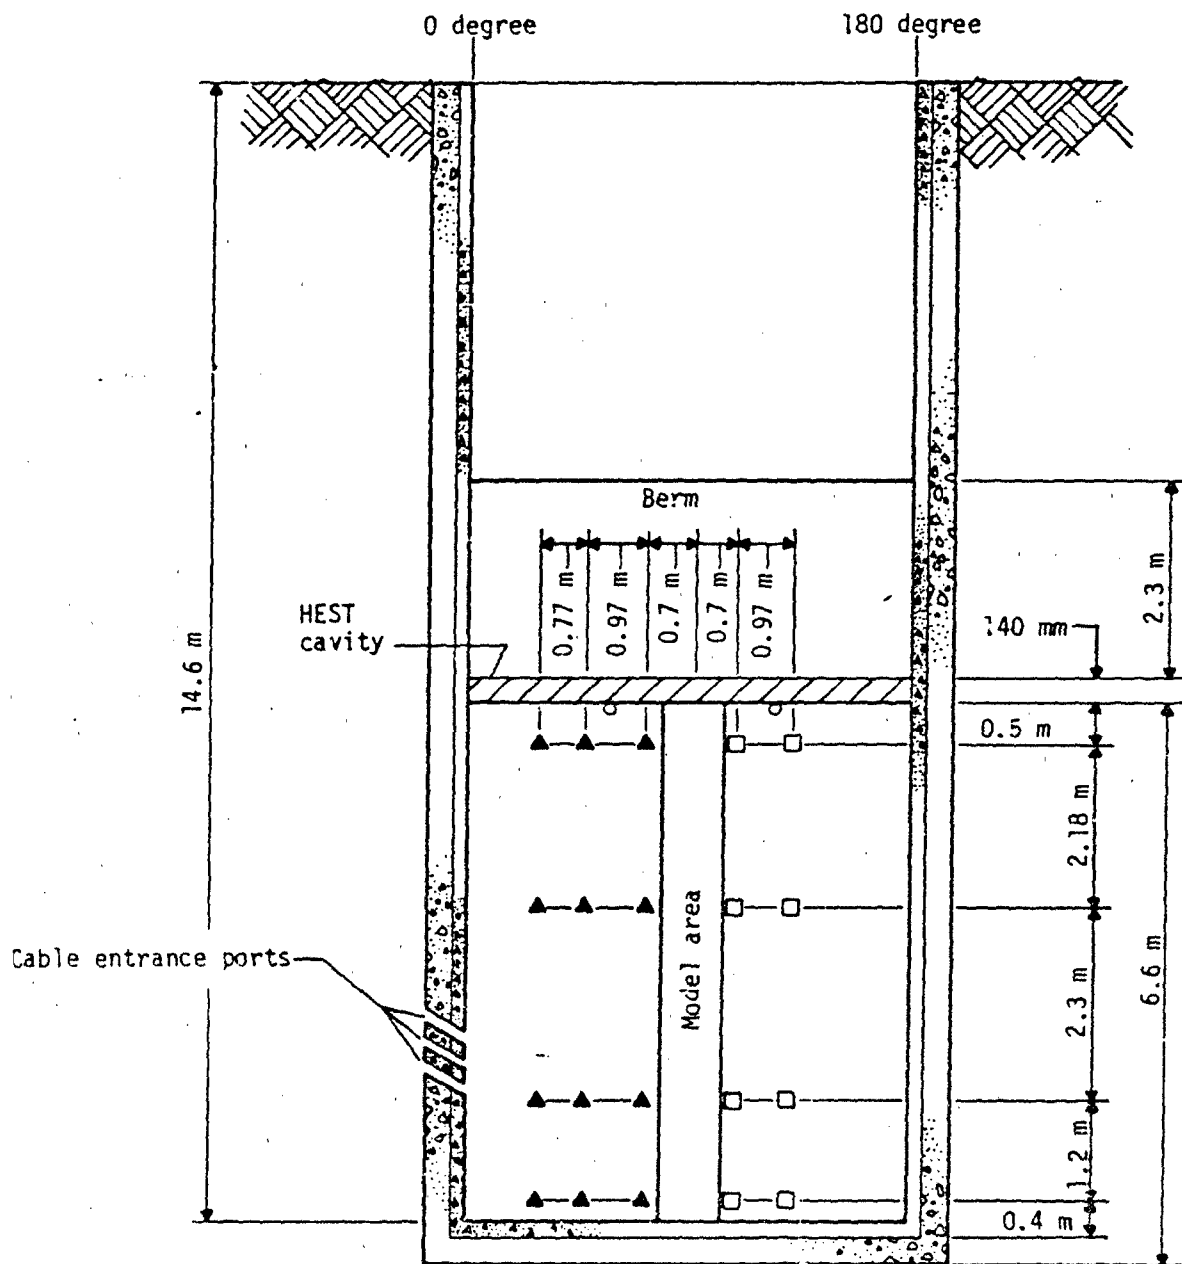 0 degree
180 degree
Berm
0.77 m
0.97 m
0.7 m
0.7 m
0.97 m
HEST
cavity
14.6 m
2.3 m
140 mm
0.5 m
2.18 m
Model area
Cable entrance ports
2.3 m
6.6 m
1.2 m
0.4 m